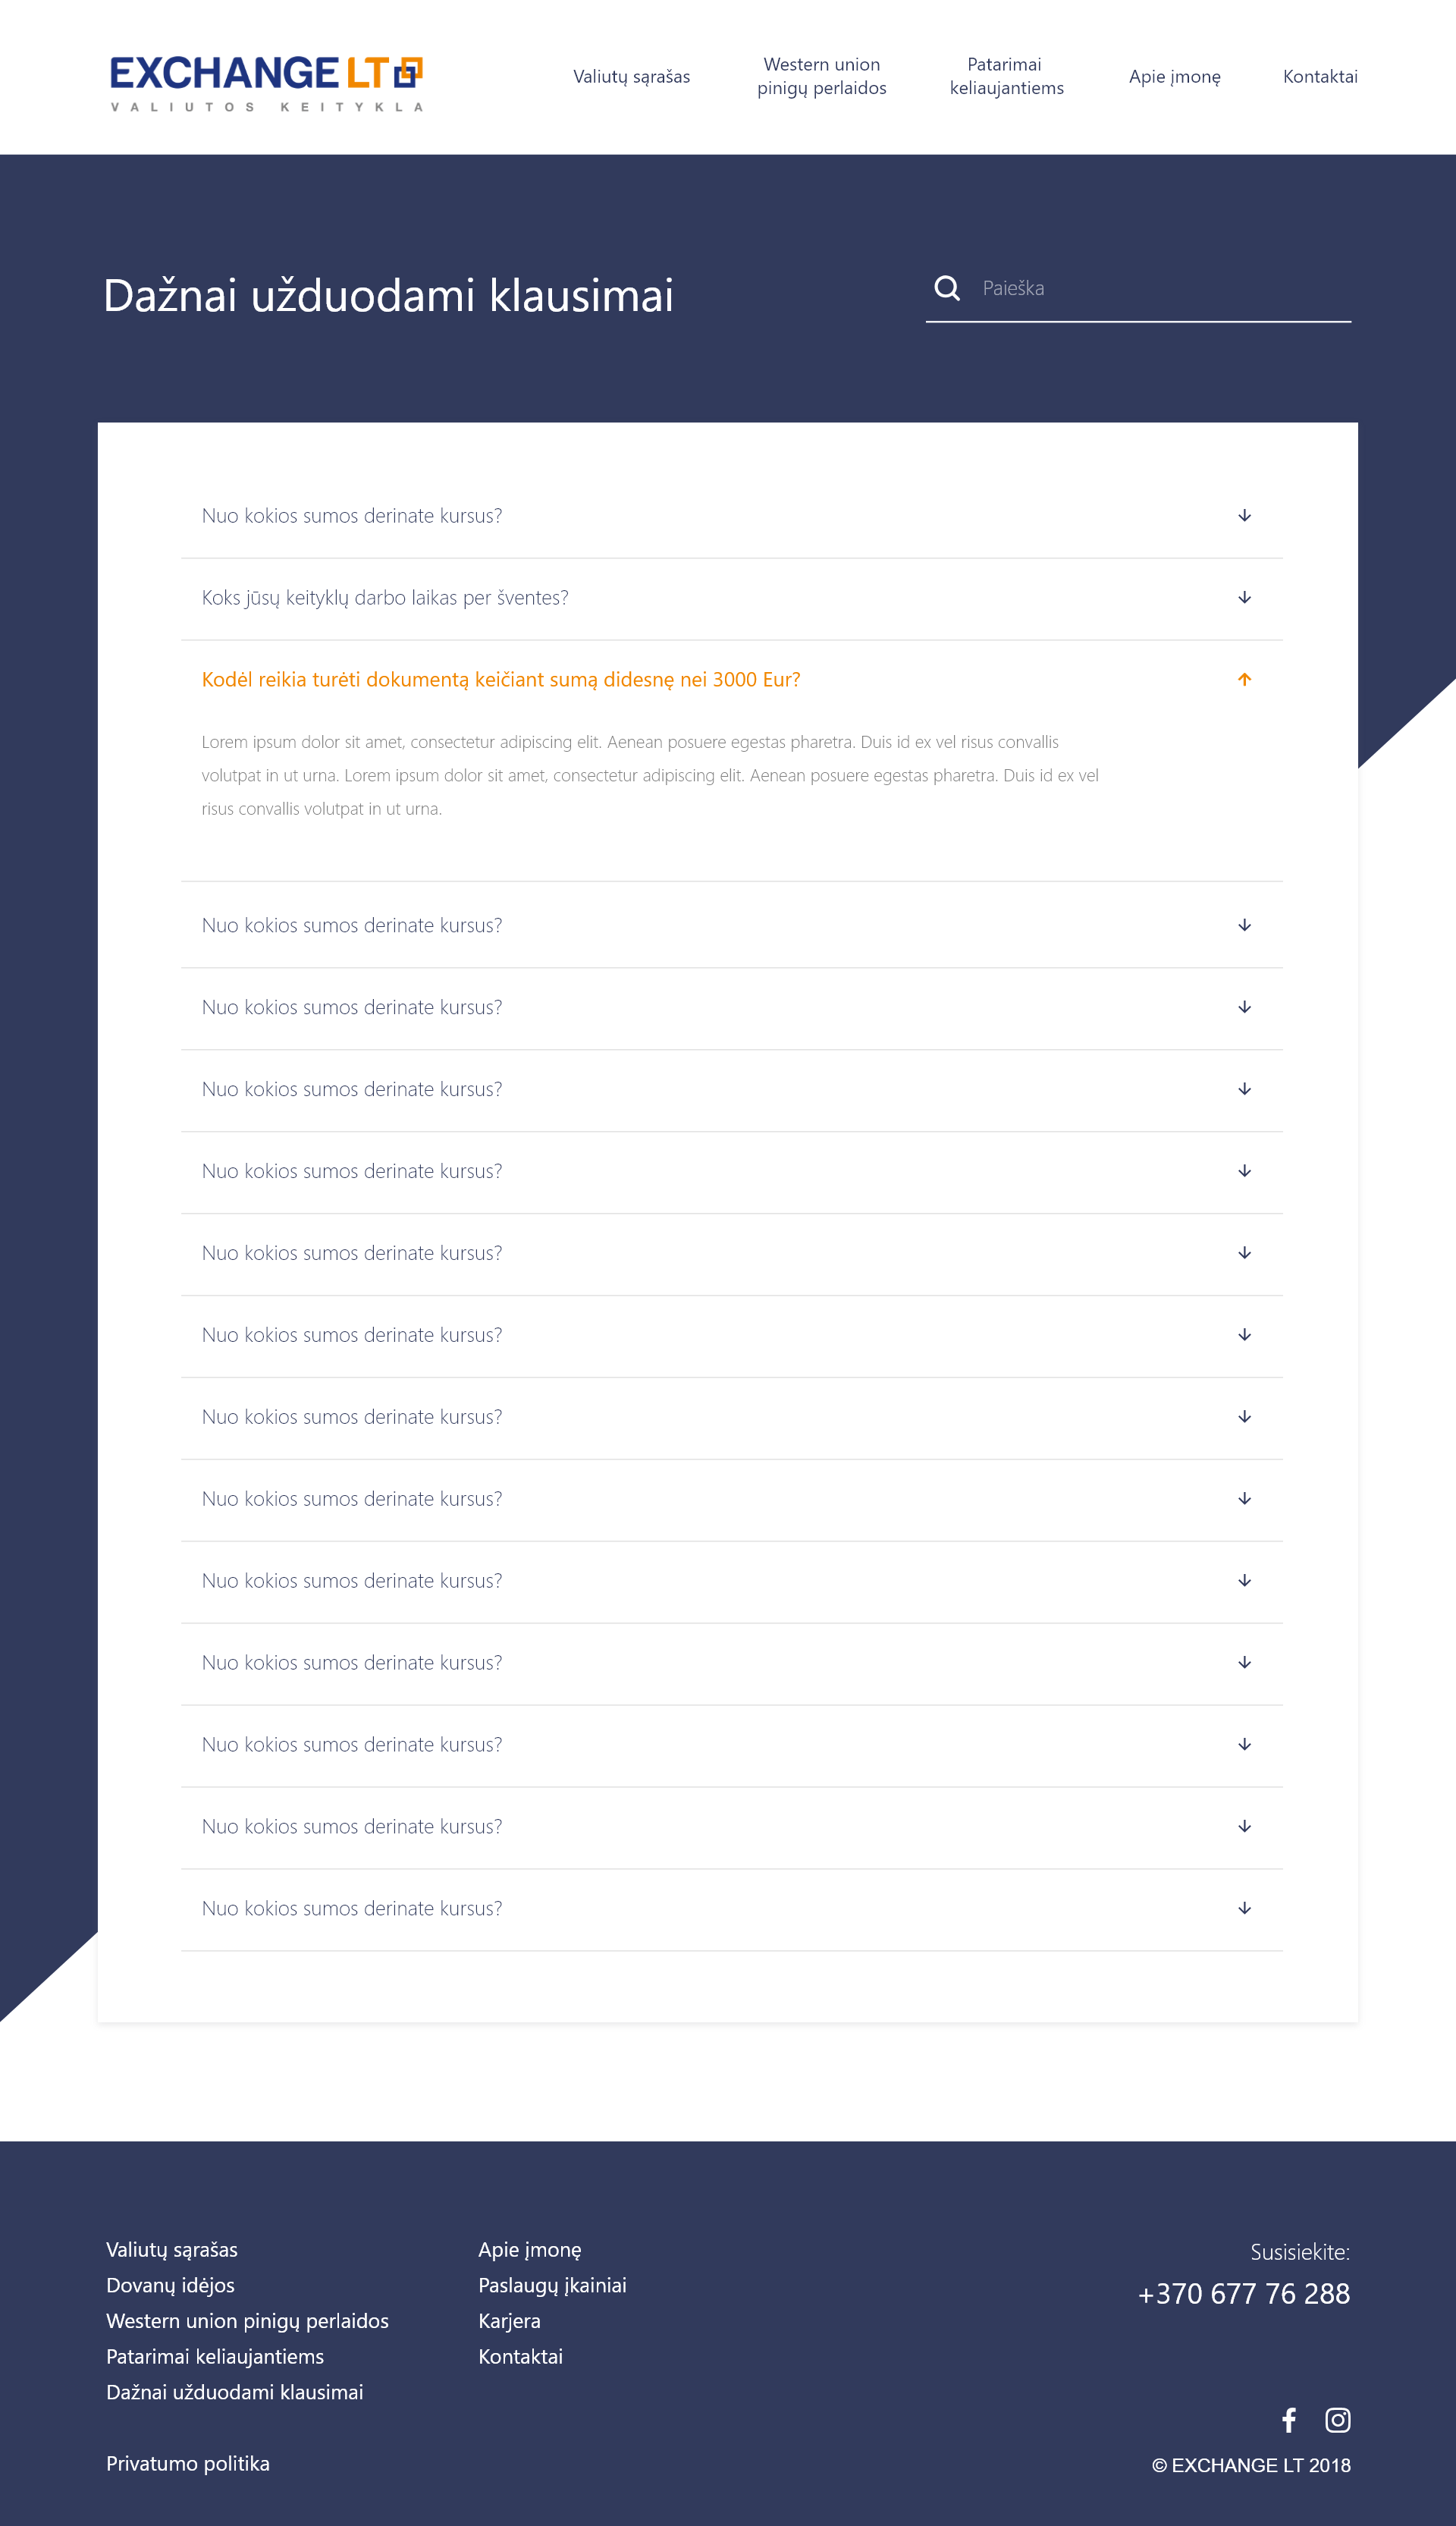 EXCHANGE LT
VALIUTOS KEITYKLA
Valiutų sąrašas
Western union
pinigų perlaidos
Patarimai
keliaujantiems
Apie įmonę
Kontaktai
Dažnai užduodami klausimai
Paieška
Nuo kokios sumos derinate kursus?
Koks jūsų keityklų darbo laikas per šventes?
Kodėl reikia turėti dokumentą keičiant sumą didesnę nei 3000 Eur?
Lorem ipsum dolor sit amet, consectetur adipiscing elit. Aenean posuere egestas pharetra. Duis id ex vel risus convallis
volutpat in ut urna. Lorem ipsum dolor sit amet, consectetur adipiscing elit. Aenean posuere egestas pharetra. Duis id ex vel
risus convallis volutpat in ut urna.
Nuo kokios sumos derinate kursus?
Nuo kokios sumos derinate kursus?
Nuo kokios sumos derinate kursus?
Nuo kokios sumos derinate kursus?
Nuo kokios sumos derinate kursus?
Nuo kokios sumos derinate kursus?
Nuo kokios sumos derinate kursus?
Nuo kokios sumos derinate kursus?
Nuo kokios sumos derinate kursus?
Nuo kokios sumos derinate kursus?
Nuo kokios sumos derinate kursus?
Nuo kokios sumos derinate kursus?
Nuo kokios sumos derinate kursus?
Valiutų sąrašas
Dovanų idėjos
Western union pinigų perlaidos
Patarimai keliaujantiems
Dažnai užduodami klausimai
Privatumo politika
Apie įmonę
Paslaugų įkainiai
Karjera
Kontaktai
Susisiekite:
+370 677 76 288
© EXCHANGE LT 2018